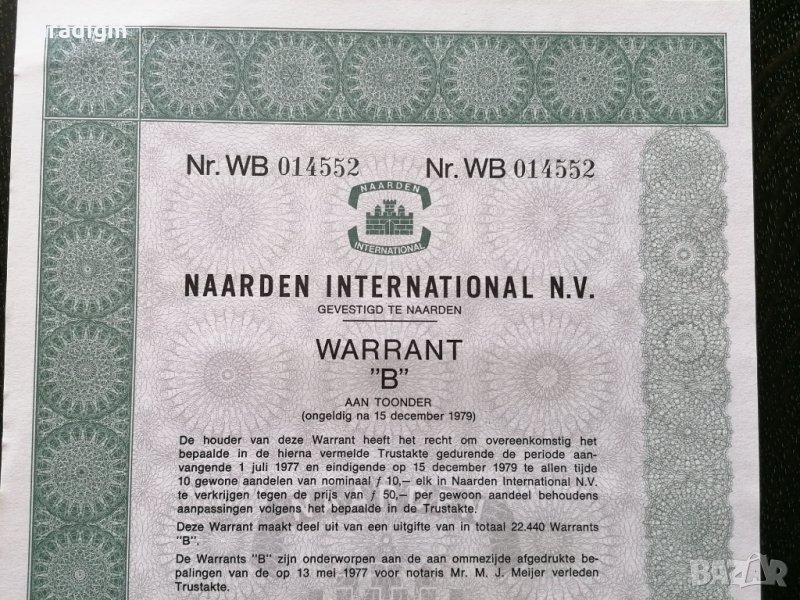 radigm
Nr. WB 014552 Nr. WB 014552
NAARDEN
INTERNATIONAL
NAARDEN INTERNATIONAL N.V.
GEVESTIGD TE NAARDEN
WARRANT
"B"
AAN TOONDER
(ongeldig na 15 december 1979)
De houder van deze Warrant heeft het recht om overeenkomstig het
bepaalde in de hierna vermelde Trustakte gedurende de periode aan-
vangende 1 juli 1977 en eindigende op 15 december 1979 te allen tijde
10 gewone aandelen van nominaal ƒ 10,— elk in Naarden International N.V.
te verkrijgen tegen de prijs van ƒ 50,— per gewoon aandeel behoudens
aanpassingen volgens het bepaalde in de Trustakte.
Deze Warrant maakt deel uit van een uitgifte van in totaal 22.440 Warrants
"B".
De Warrants "B" zijn onderworpen aan de aan ommezijde afgedrukte be-
palingen van de op 13 mei 1977 voor notaris Mr. M. J. Meijer verleden
Trustakte.
BAZAR